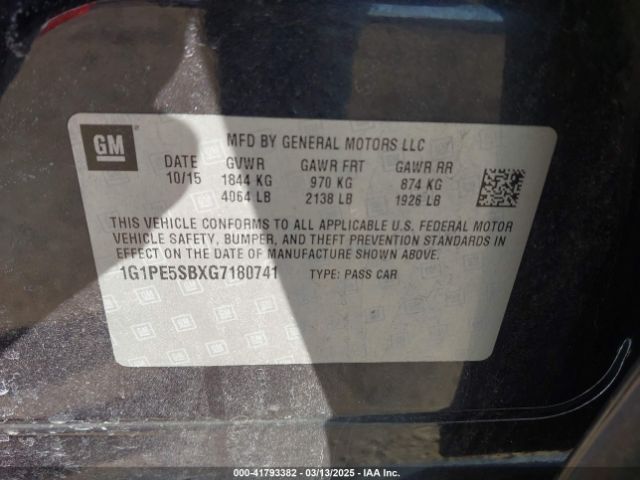 GM
MFD BY GENERAL MOTORS LLC
DATE GVWR GAWR FRT GAWR RR
10/15 1844 KG 970 KG 874 KG
4064 LB 2138 LB 1926 LB
THIS VEHICLE CONFORMS TO ALL APPLICABLE U.S. FEDERAL MOTOR
VEHICLE SAFETY, BUMPER, AND THEFT PREVENTION STANDARDS IN
EFFECT ON THE DATE OF MANUFACTURE SHOWN ABOVE.
1G1PE5SBXG7180741 TYPE: PASS CAR
000-41793382 / 03/13/2025 - IAA Inc.